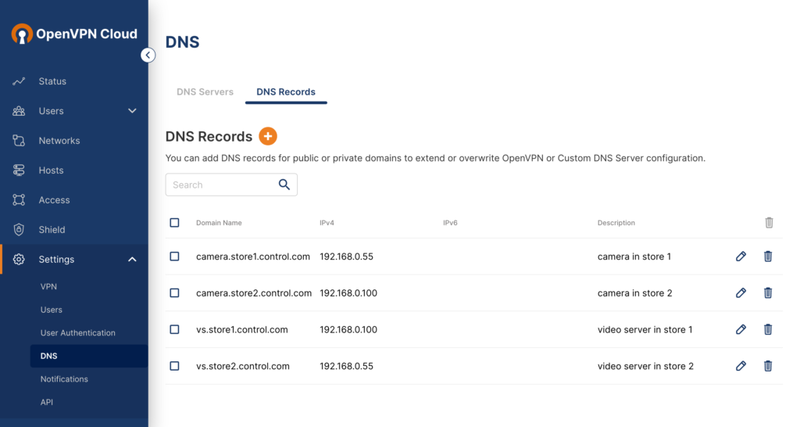 OpenVPN Cloud
Status
Users
Networks
Hosts
Access
Shield
Settings
VPN
Users
User Authentication
DNS
Notifications
API
DNS
DNS Servers DNS Records
DNS Records
You can add DNS records for public or private domains to extend or overwrite OpenVPN or Custom DNS Server configuration.
Search
Domain Name IPv4 IPv6 Description
camera.store1.control.com 192.168.0.55 camera in store 1
camera.store2.control.com 192.168.0.100 camera in store 2
vs.store1.control.com 192.168.0.100 video server in store 1
vs.store2.control.com 192.168.0.55 video server in store 2